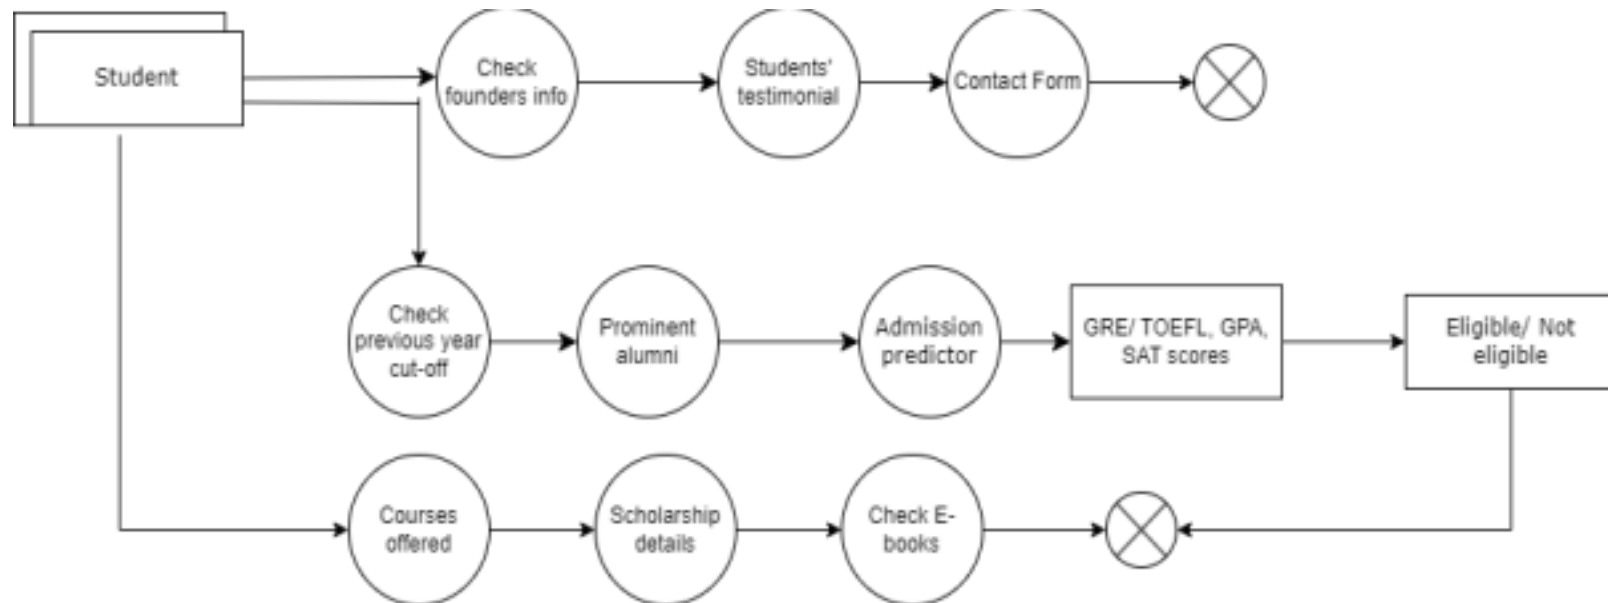 Student
Check
founders info
Students'
testimonial
Contact Form
Check
previous year
cut-off
Prominent
alumni
Admission
predictor
GRE/ TOEFL, GPA,
SAT scores
Eligible/ Not
eligible
Courses
offered
Scholarship
details
Check E-
books